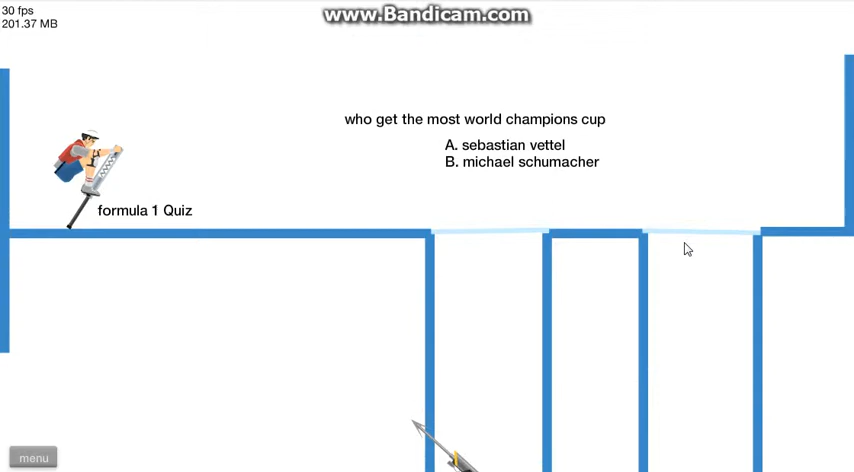 30 fps
201.37 MB
www.Bandicam.com
who get the most world champions cup
A. sebastian vettel
B. michael schumacher
formula 1 Quiz
menu